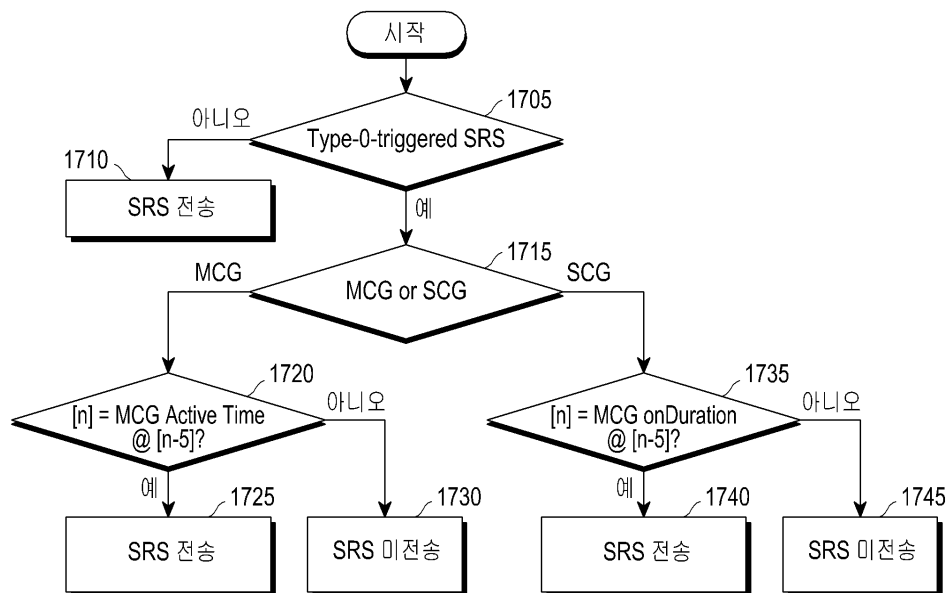 시작
1705
아니오
Type-0-triggered SRS
1710
SRS 전송
예
1715
MCG
SCG
MCG or SCG
1720
1735
[n] = MCG Active Time
@ [n-5]?
아니오
[n] = MCG onDuration
@ [n-5]?
아니오
예
1725
1730
예
1740
1745
SRS 전송
SRS 미전송
SRS 전송
SRS 미전송